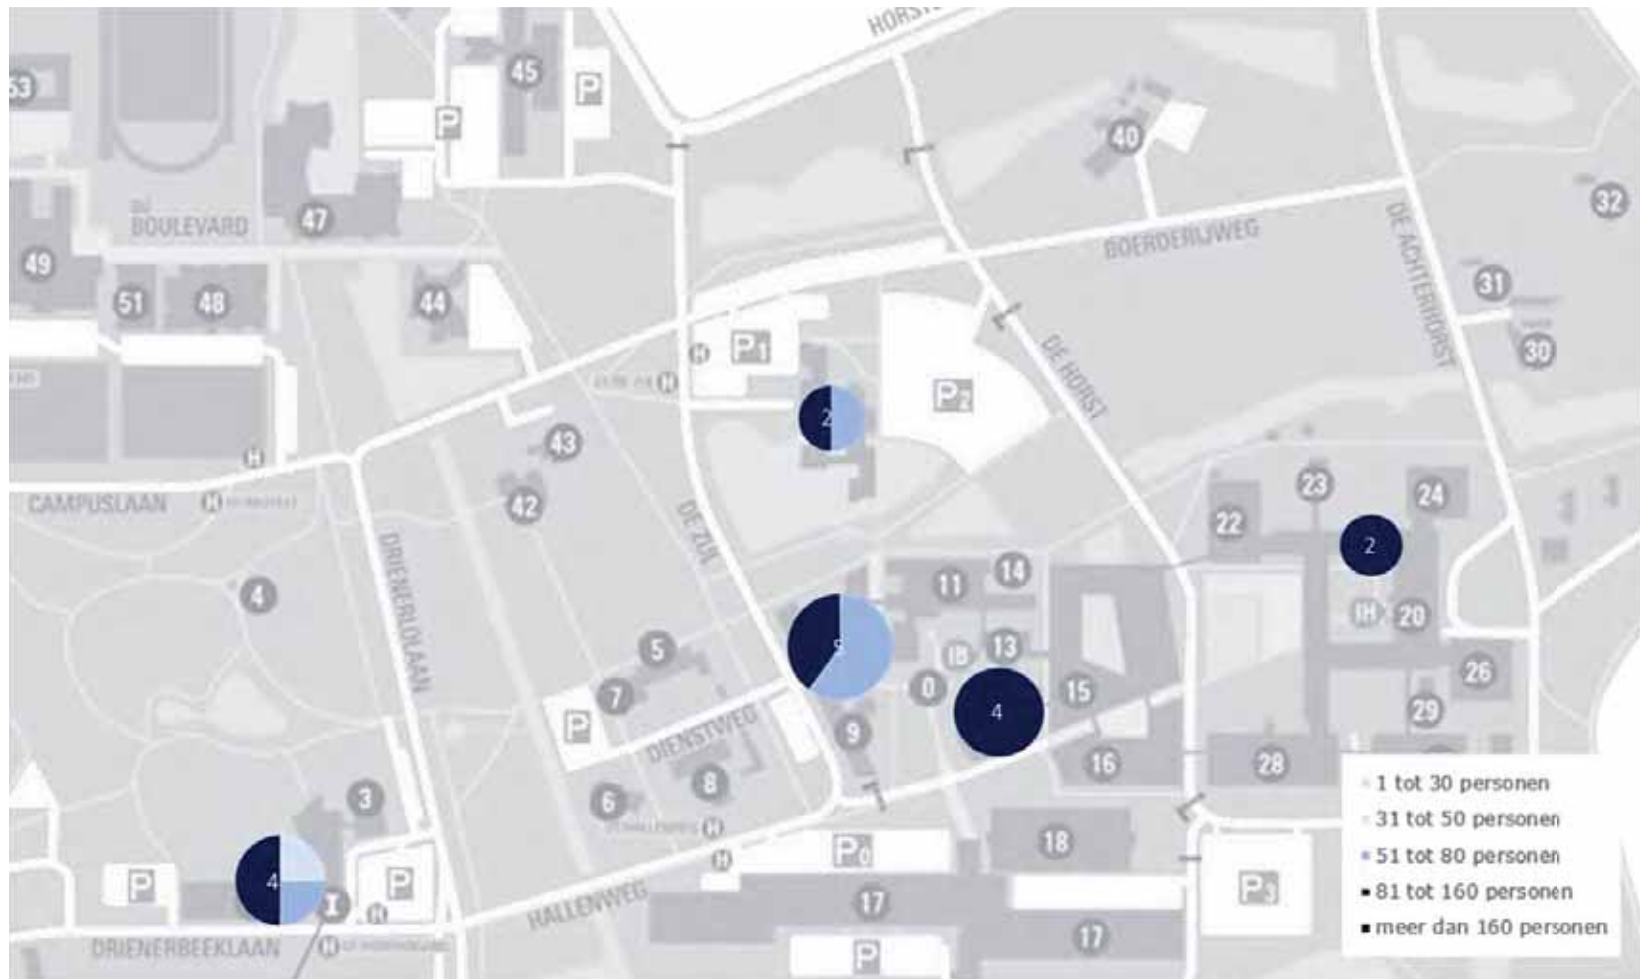 HORST
53
45
P
P
40
32
DE
BOULEVARD
47
BOERDERIJWEG
DE ACHTERHORST
49
51
48
44
31
30
H
P1
H
DE HORST
P2
2
43
H
CAMPUSLAAN
H
42
DE ZUL
23
24
22
2
DRIENERLOLAAN
4
11
14
IH
20
5
5
IB
13
26
7
0
15
4
29
P
DIENSTWEG
9
16
28
8
3
6
H
1 tot 30 personen
31 tot 50 personen
51 tot 80 personen
81 tot 160 personen
meer dan 160 personen
H
P0
18
4
P
P
I
H
HALLENWEG
17
P3
DRIENERBEEKLAAN
H
17
P